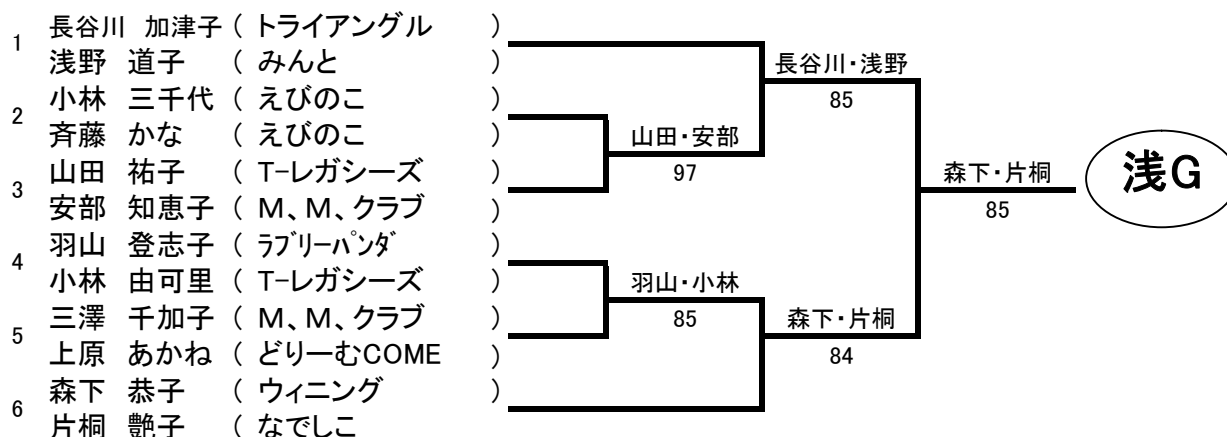 1 長谷川 加津子 ( トライアングル )
浅野 道子 ( みんと )
長谷川・浅野
85
2 小林 三千代 ( えびのこ )
斉藤 かな ( えびのこ )
山田・安部
97
3 山田 祐子 ( T-レガシーズ )
安部 知恵子 ( M、M、クラブ )
森下・片桐
85
浅G
4 羽山 登志子 ( ラブリーパンダ )
小林 由可里 ( T-レガシーズ )
羽山・小林
85
5 三澤 千加子 ( M、M、クラブ )
上原 あかね ( どりーむCOME )
森下・片桐
84
6 森下 恭子 ( ウィニング )
片桐 艶子 ( なでしこ